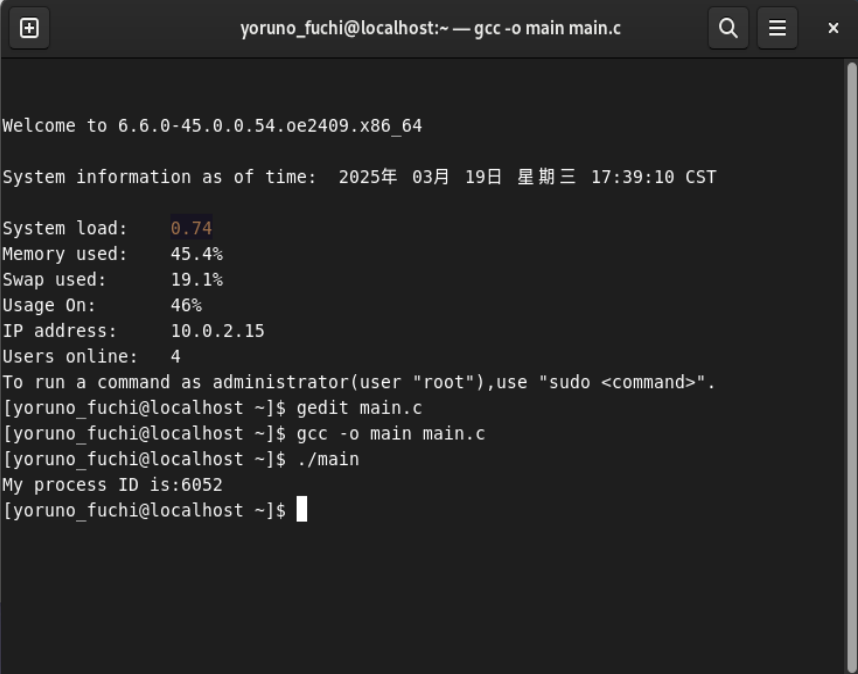 yoruno_fuchi@localhost:~ — gcc -o main main.c
Welcome to 6.6.0-45.0.0.54.oe2409.x86_64
System information as of time:  2025年 03月 19日 星期三 17:39:10 CST
System load:    0.74
Memory used:    45.4%
Swap used:      19.1%
Usage On:       46%
IP address:     10.0.2.15
Users online:   4
To run a command as administrator(user "root"),use "sudo <command>".
[yoruno_fuchi@localhost ~]$ gedit main.c
[yoruno_fuchi@localhost ~]$ gcc -o main main.c
[yoruno_fuchi@localhost ~]$ ./main
My process ID is:6052
[yoruno_fuchi@localhost ~]$